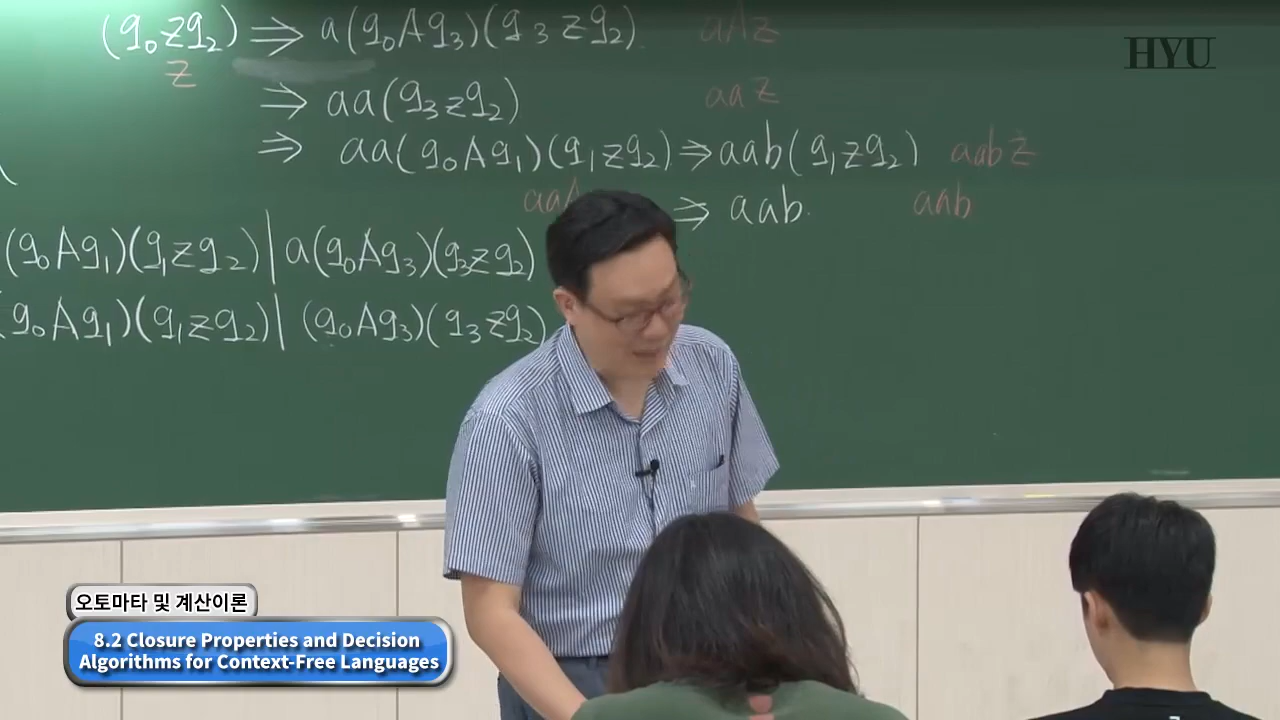 (q₀zq₂) ⇒ a(q₀Aq₃)(q₃zq₂). aAz
z
HYU
⇒ aa(q₃zq₂) aaz
⇒ aa(q₀Aq₁)(q₁zq₂) ⇒ aab(q₁zq₂) aabz
aaA ⇒ aab. aab
(q₀Aq₁)(q₁zq₂)| a(q₀Aq₃)(q₃zq₂)
(q₀Aq₁)(q₁zq₂)| (q₀Aq₃)(q₃zq₂)
오토마타 및 계산이론
8.2 Closure Properties and Decision
Algorithms for Context-Free Languages